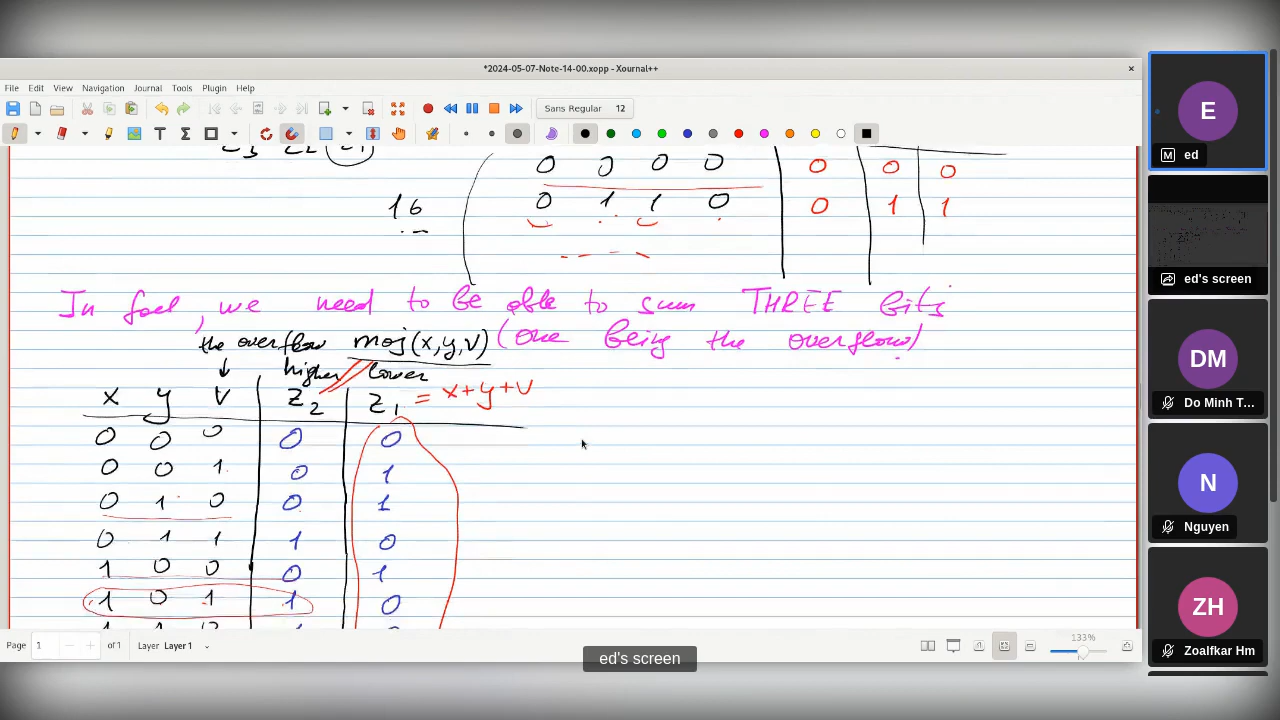 *2024-05-07-Note-14-00.xopp - Xournal++
File Edit View Navigation Journal Tools Plugin Help
Sans Regular 12
0 0 0 0 0 0 0
16 0 1 1 0 0 1 1
In fact, we need to be able to sum THREE bits
the overflow maj(x,y,v) (one being the overflow)
higher lower
x y v z2 z1 = x+y+v
0 0 0 0 0
0 0 1 0 1
0 1 0 0 1
0 1 1 1 0
1 0 0 0 1
1 0 1 1 0
Page 1 of 1 Layer Layer 1 133%
ed's screen
E
ed
ed's screen
DM
Do Minh T...
N
Nguyen
ZH
Zoalfkar Hm